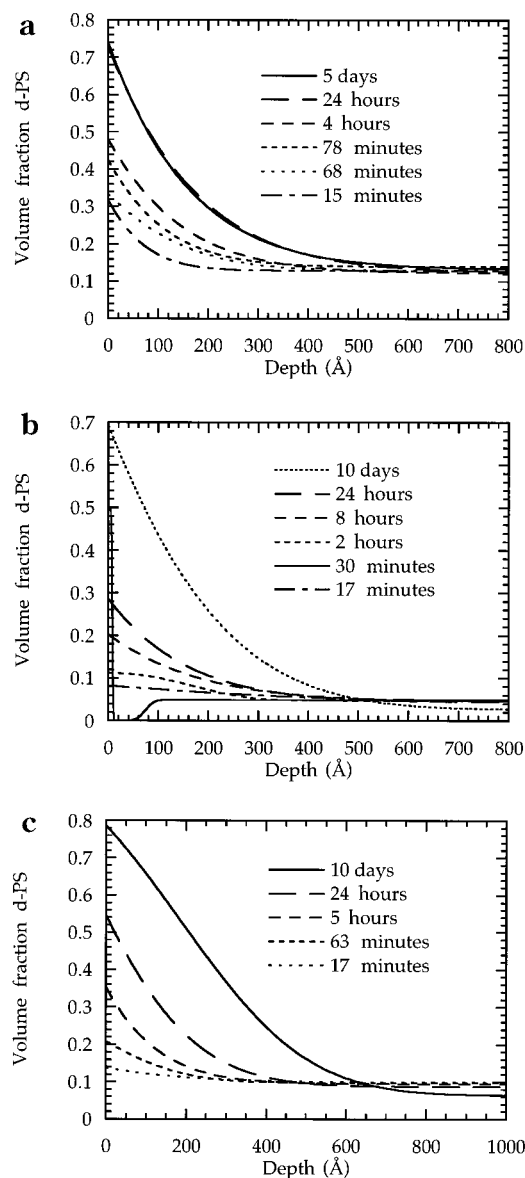 a
0.8
0.7
0.6
0.5
0.4
0.3
0.2
0.1
0
Volume fraction d-PS
5 days
24 hours
4 hours
78 minutes
68 minutes
15 minutes
0 100 200 300 400 500 600 700 800
Depth (Å)
b
0.7
0.6
0.5
0.4
0.3
0.2
0.1
0
Volume fraction d-PS
10 days
24 hours
8 hours
2 hours
30 minutes
17 minutes
0 100 200 300 400 500 600 700 800
Depth (Å)
c
0.8
0.7
0.6
0.5
0.4
0.3
0.2
0.1
0
Volume fraction d-PS
10 days
24 hours
5 hours
63 minutes
17 minutes
0 200 400 600 800 1000
Depth (Å)